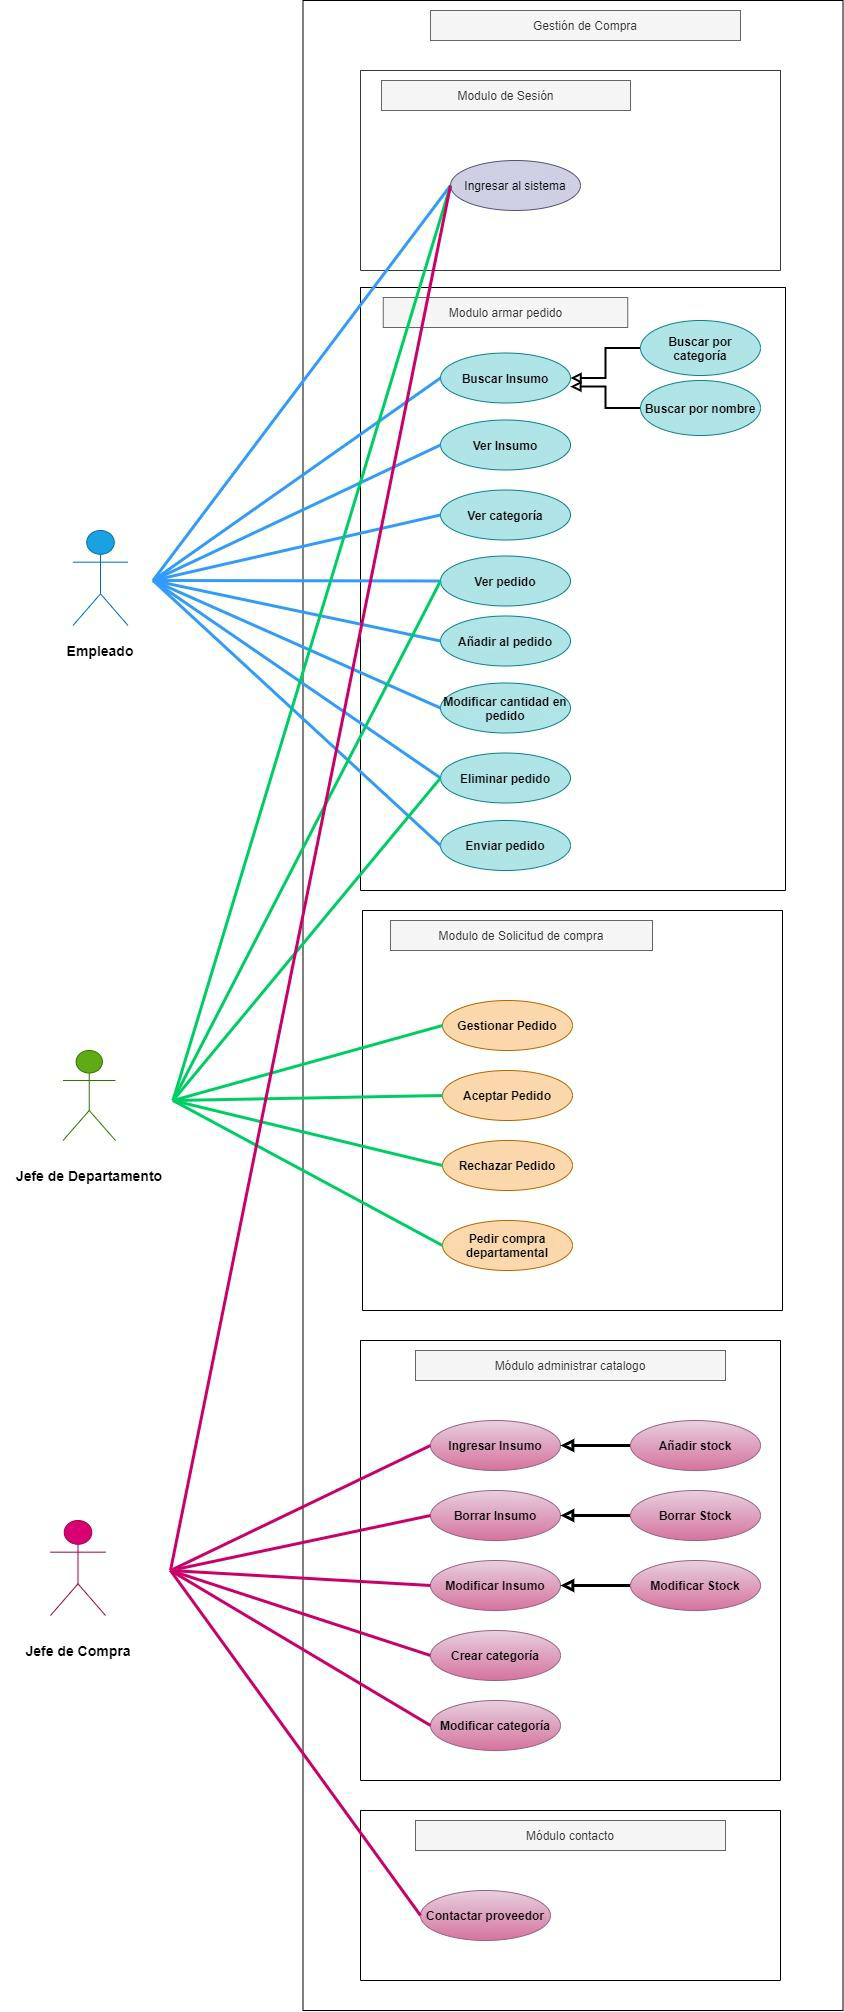 Gestión de Compra
Modulo de Sesión
Ingresar al sistema
Modulo armar pedido
Buscar por
categoría
Buscar Insumo
Buscar por nombre
Ver Insumo
Ver categoría
Ver pedido
Añadir al pedido
Empleado
Modificar cantidad en
pedido
Eliminar pedido
Enviar pedido
Modulo de Solicitud de compra
Gestionar Pedido
Aceptar Pedido
Rechazar Pedido
Jefe de Departamento
Pedir compra
departamental
Módulo administrar catalogo
Ingresar Insumo
Añadir stock
Borrar Insumo
Borrar Stock
Modificar Insumo
Modificar Stock
Jefe de Compra
Crear categoría
Modificar categoría
Módulo contacto
Contactar proveedor